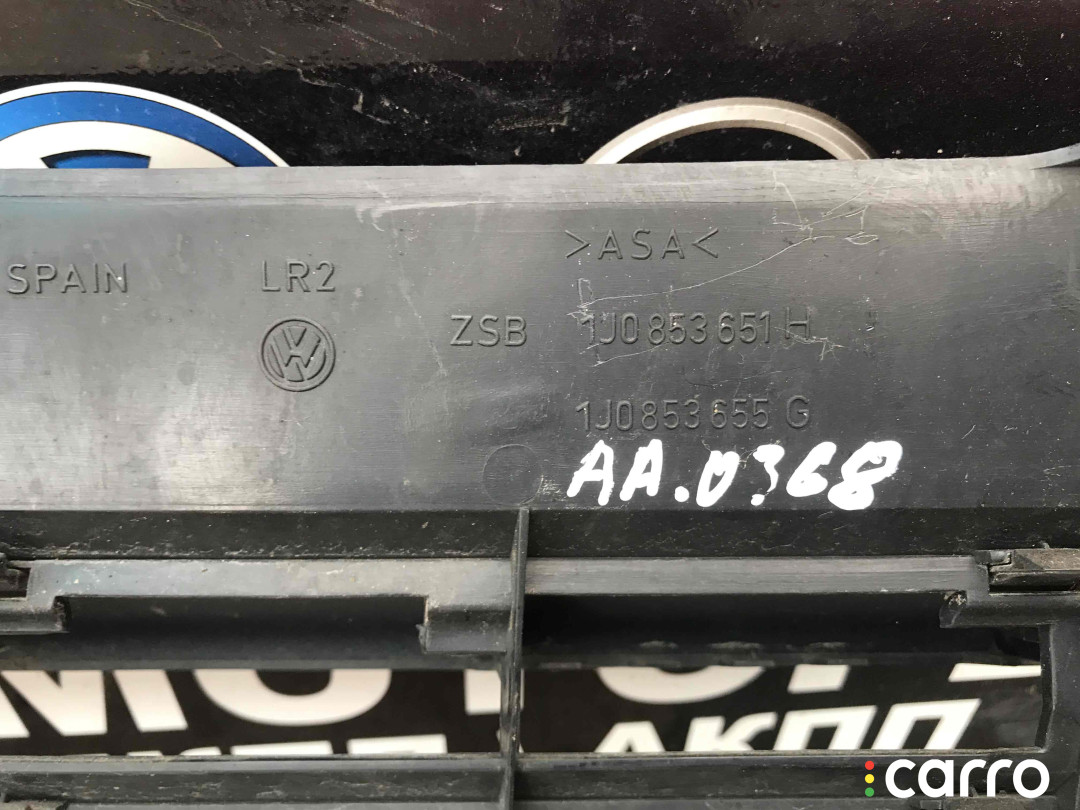 >ASA<
SPAIN LR2
ZSB 1J0 853 651 H
1J0 853 655 G
AA.0368
АКПП
carro